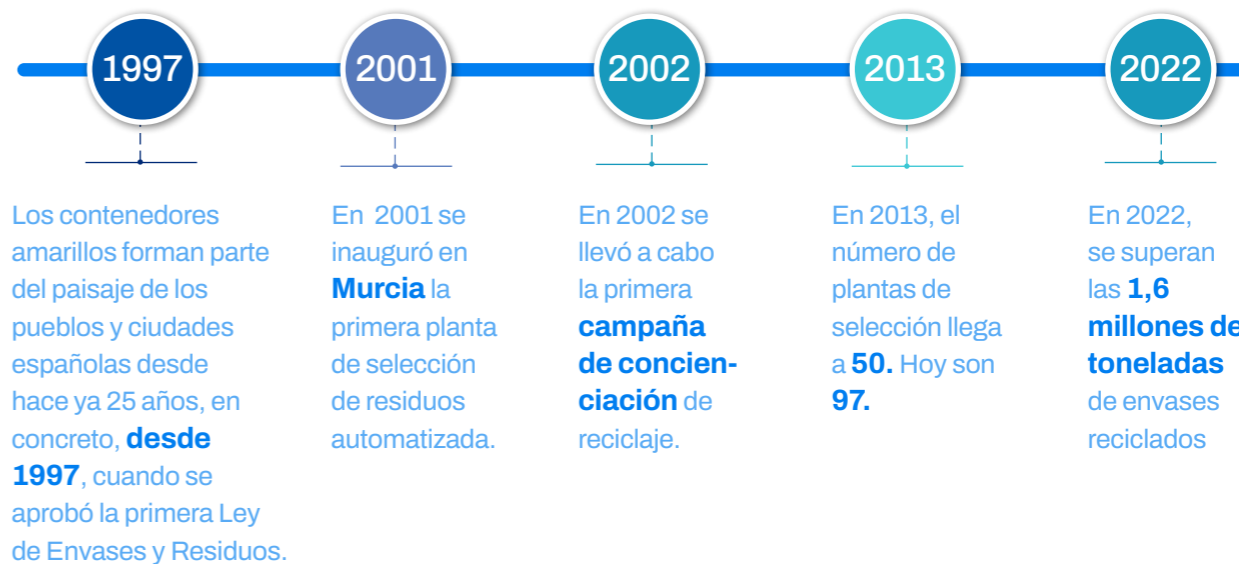 1997
2001
2002
2013
2022
Los contenedores
amarillos forman parte
del paisaje de los
pueblos y ciudades
españolas desde
hace ya 25 años, en
concreto, desde
1997, cuando se
aprobó la primera Ley
de Envases y Residuos.
En 2001 se
inauguró en
Murcia la
primera planta
de selección
de residuos
automatizada.
En 2002 se
llevó a cabo
la primera
campaña
de concien-
ciación de
reciclaje.
En 2013, el
número de
plantas de
selección llega
a 50. Hoy son
97.
En 2022,
se superan
las 1,6
millones de
toneladas
de envases
reciclados